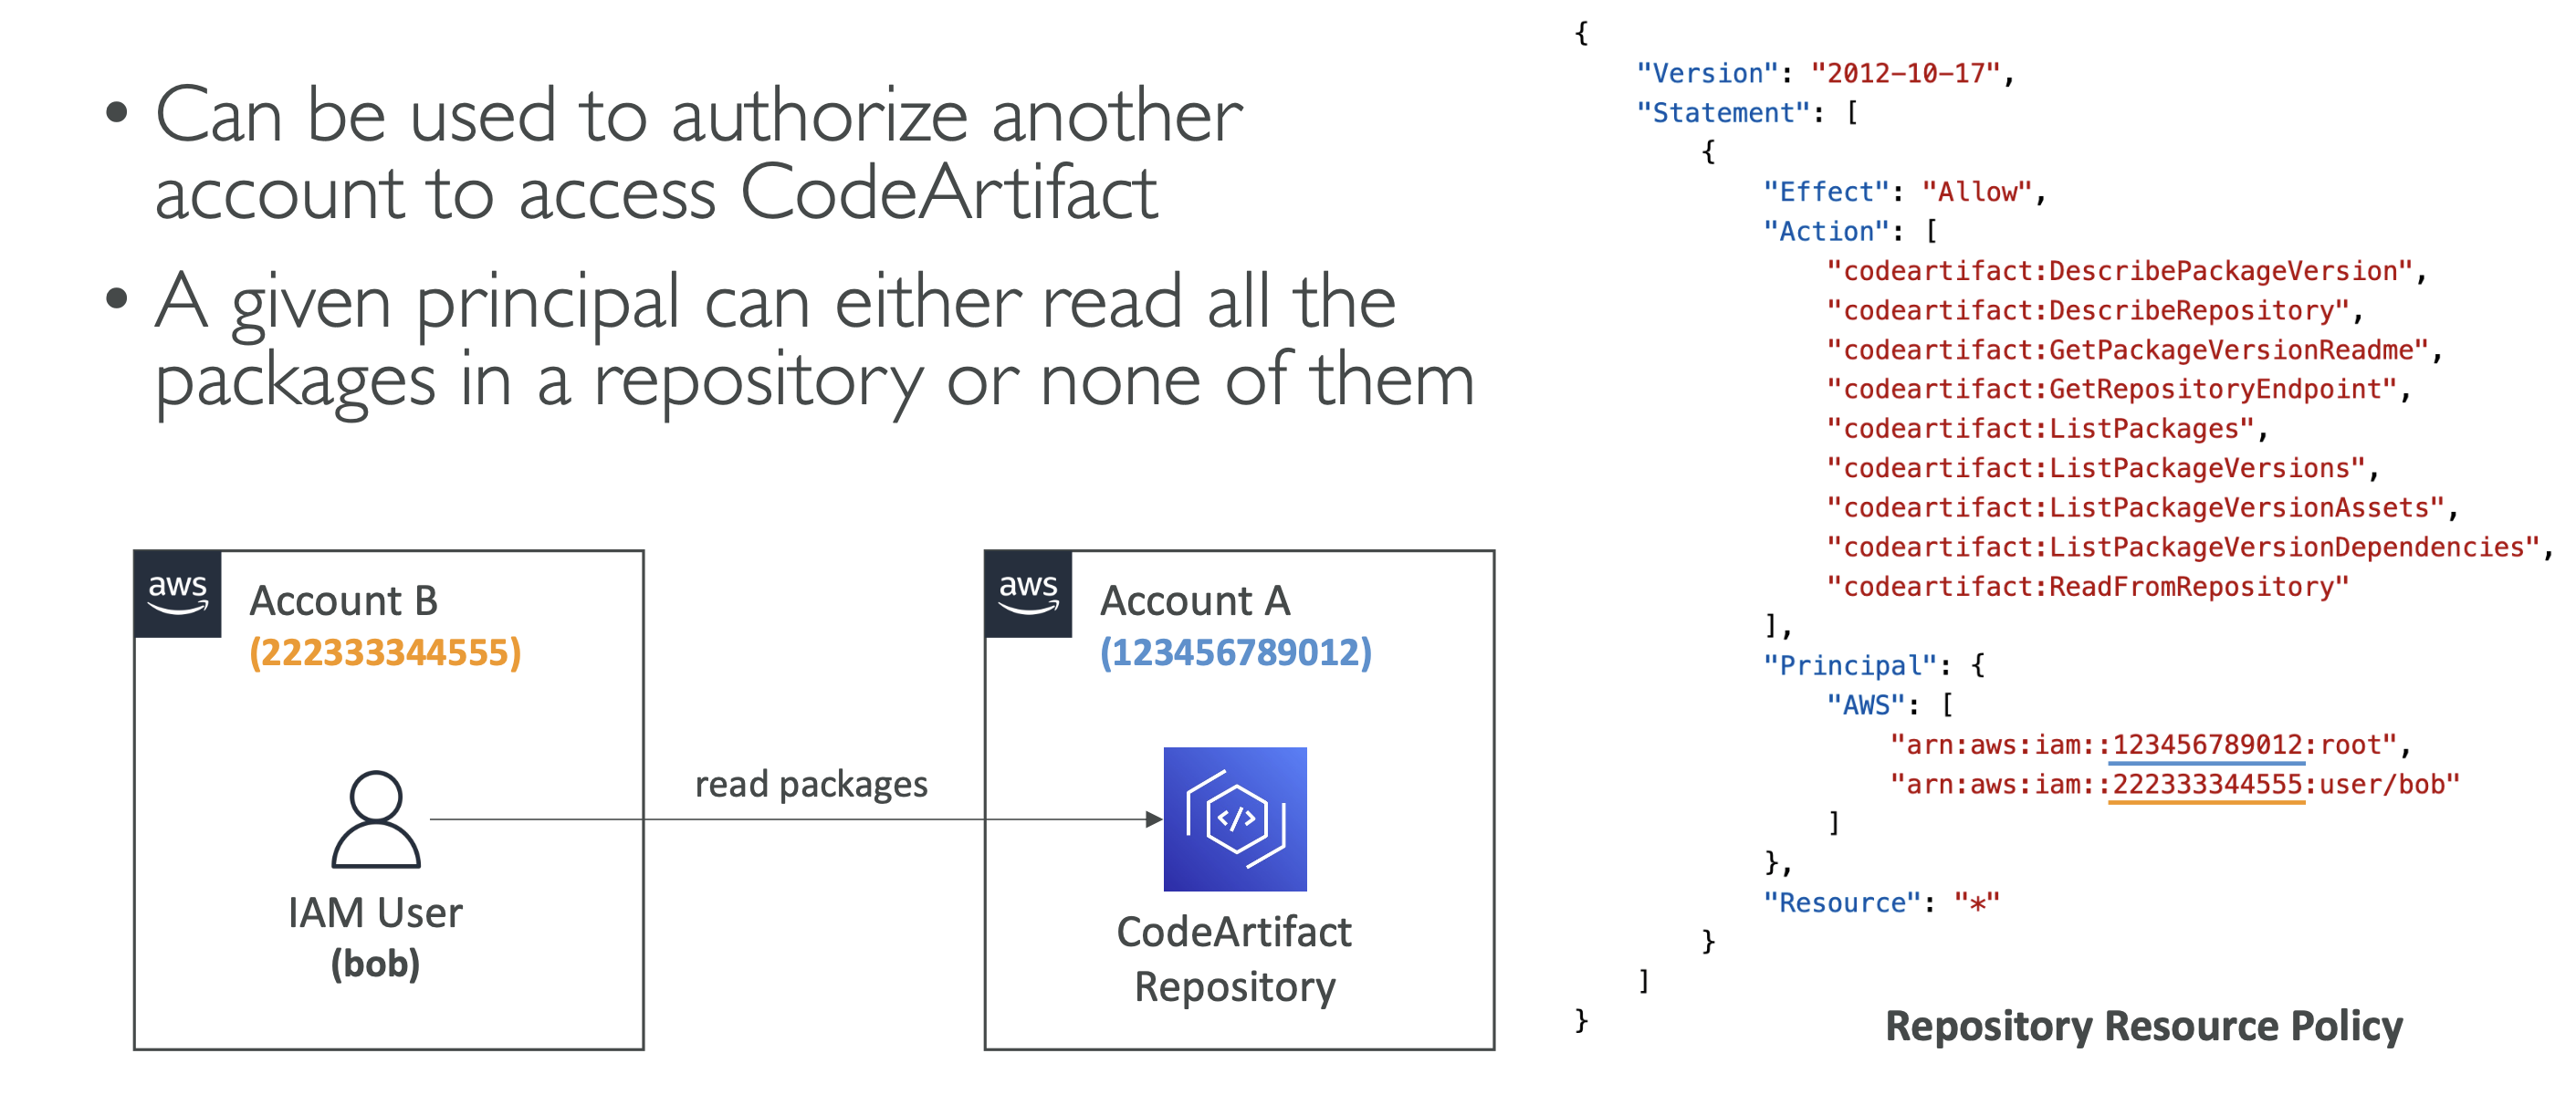 • Can be used to authorize another
account to access CodeArtifact
• A given principal can either read all the
packages in a repository or none of them
aws
Account B
(222333344555)
IAM User
(bob)
read packages
aws
Account A
(123456789012)
</>
CodeArtifact
Repository
{
    "Version": "2012-10-17",
    "Statement": [
        {
            "Effect": "Allow",
            "Action": [
                "codeartifact:DescribePackageVersion",
                "codeartifact:DescribeRepository",
                "codeartifact:GetPackageVersionReadme",
                "codeartifact:GetRepositoryEndpoint",
                "codeartifact:ListPackages",
                "codeartifact:ListPackageVersions",
                "codeartifact:ListPackageVersionAssets",
                "codeartifact:ListPackageVersionDependencies",
                "codeartifact:ReadFromRepository"
            ],
            "Principal": {
                "AWS": [
                    "arn:aws:iam::123456789012:root",
                    "arn:aws:iam::222333344555:user/bob"
                ]
            },
            "Resource": "*"
        }
    ]
}
Repository Resource Policy